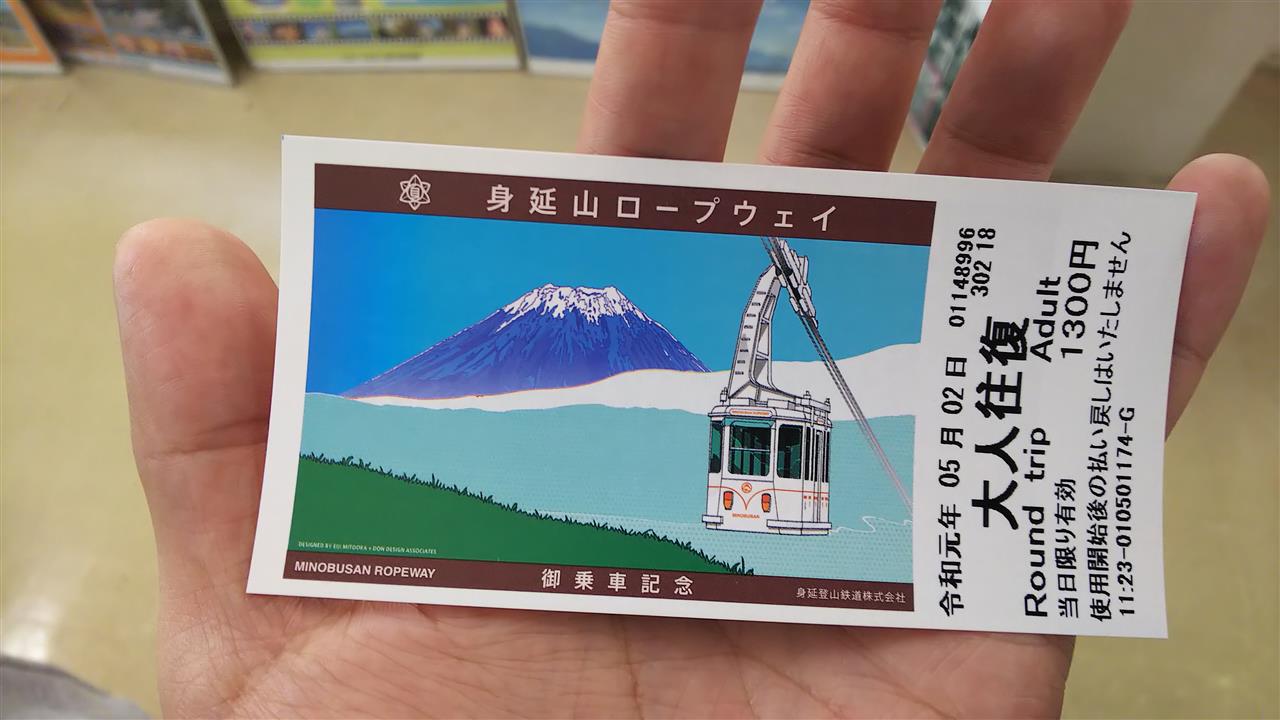 身延山ロープウェイ
MINOBUSAN
DESIGNED BY EIJI MITOOKA + DON DESIGN ASSOCIATES
MINOBUSAN ROPEWAY
御乗車記念
身延登山鉄道株式会社
令和元年 05月02日 01148996
302 18
大人往復
Round trip Adult
当日限り有効 1300円
使用開始後の払い戻しはいたしません
11:23-010501174-G